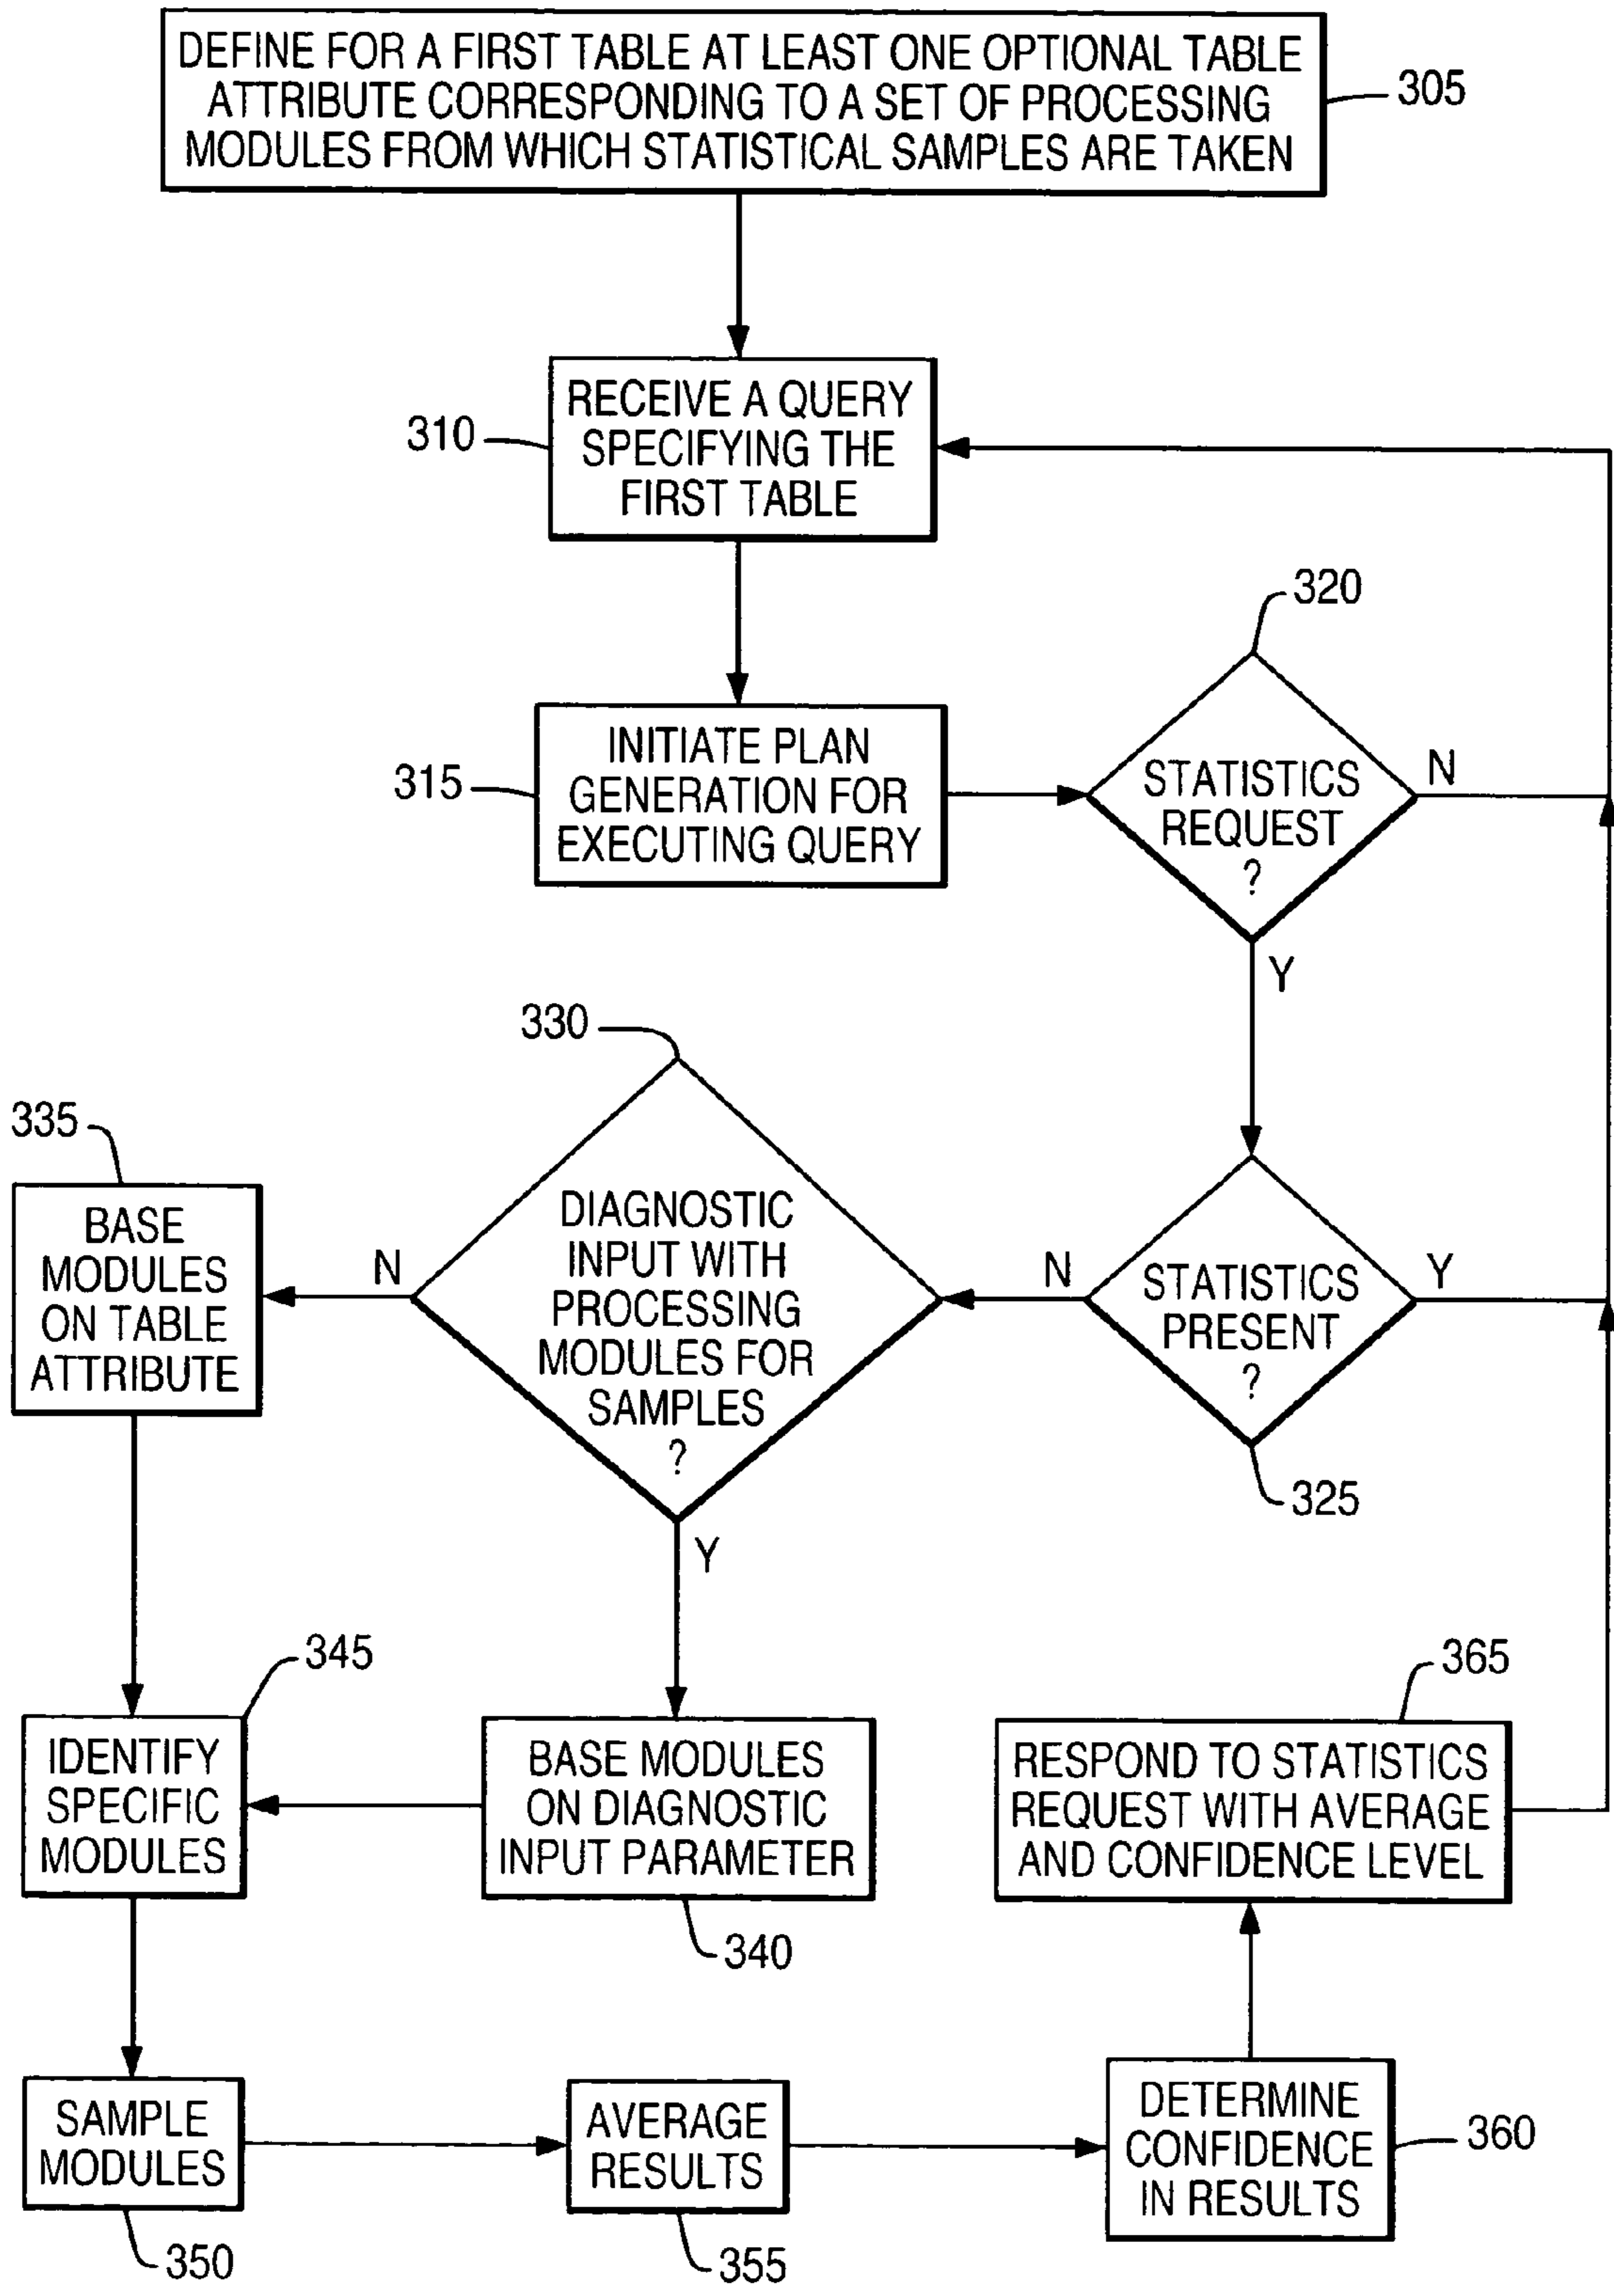 DEFINE FOR A FIRST TABLE AT LEAST ONE OPTIONAL TABLE
ATTRIBUTE CORRESPONDING TO A SET OF PROCESSING
MODULES FROM WHICH STATISTICAL SAMPLES ARE TAKEN
305
RECEIVE A QUERY
SPECIFYING THE
FIRST TABLE
310
320
INITIATE PLAN
GENERATION FOR
EXECUTING QUERY
315
STATISTICS
REQUEST
?
N
Y
330
335
BASE
MODULES
ON TABLE
ATTRIBUTE
N
DIAGNOSTIC
INPUT WITH
PROCESSING
MODULES FOR
SAMPLES
?
N
STATISTICS
PRESENT
?
Y
325
Y
345
365
IDENTIFY
SPECIFIC
MODULES
BASE MODULES
ON DIAGNOSTIC
INPUT PARAMETER
340
RESPOND TO STATISTICS
REQUEST WITH AVERAGE
AND CONFIDENCE LEVEL
SAMPLE
MODULES
350
AVERAGE
RESULTS
355
DETERMINE
CONFIDENCE
IN RESULTS
360